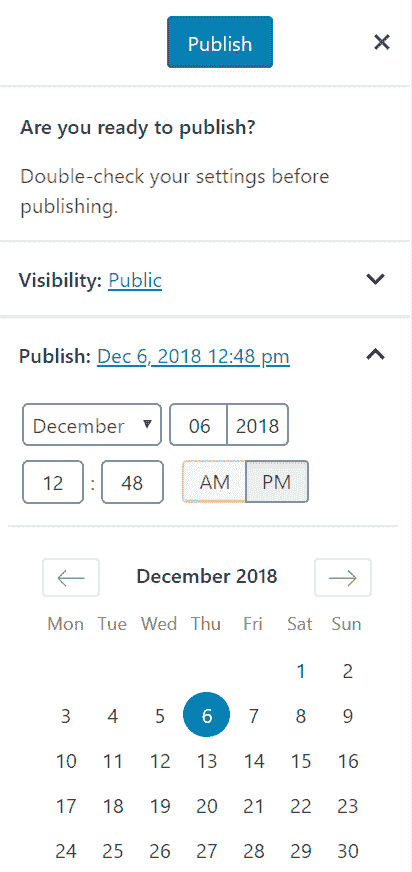 Publish ×
Are you ready to publish?
Double-check your settings before
publishing.
Visibility: Public
Publish: Dec 6, 2018 12:48 pm
December 06 2018
12 : 48 AM PM
December 2018
Mon Tue Wed Thu Fri Sat Sun
1 2
3 4 5 6 7 8 9
10 11 12 13 14 15 16
17 18 19 20 21 22 23
24 25 26 27 28 29 30